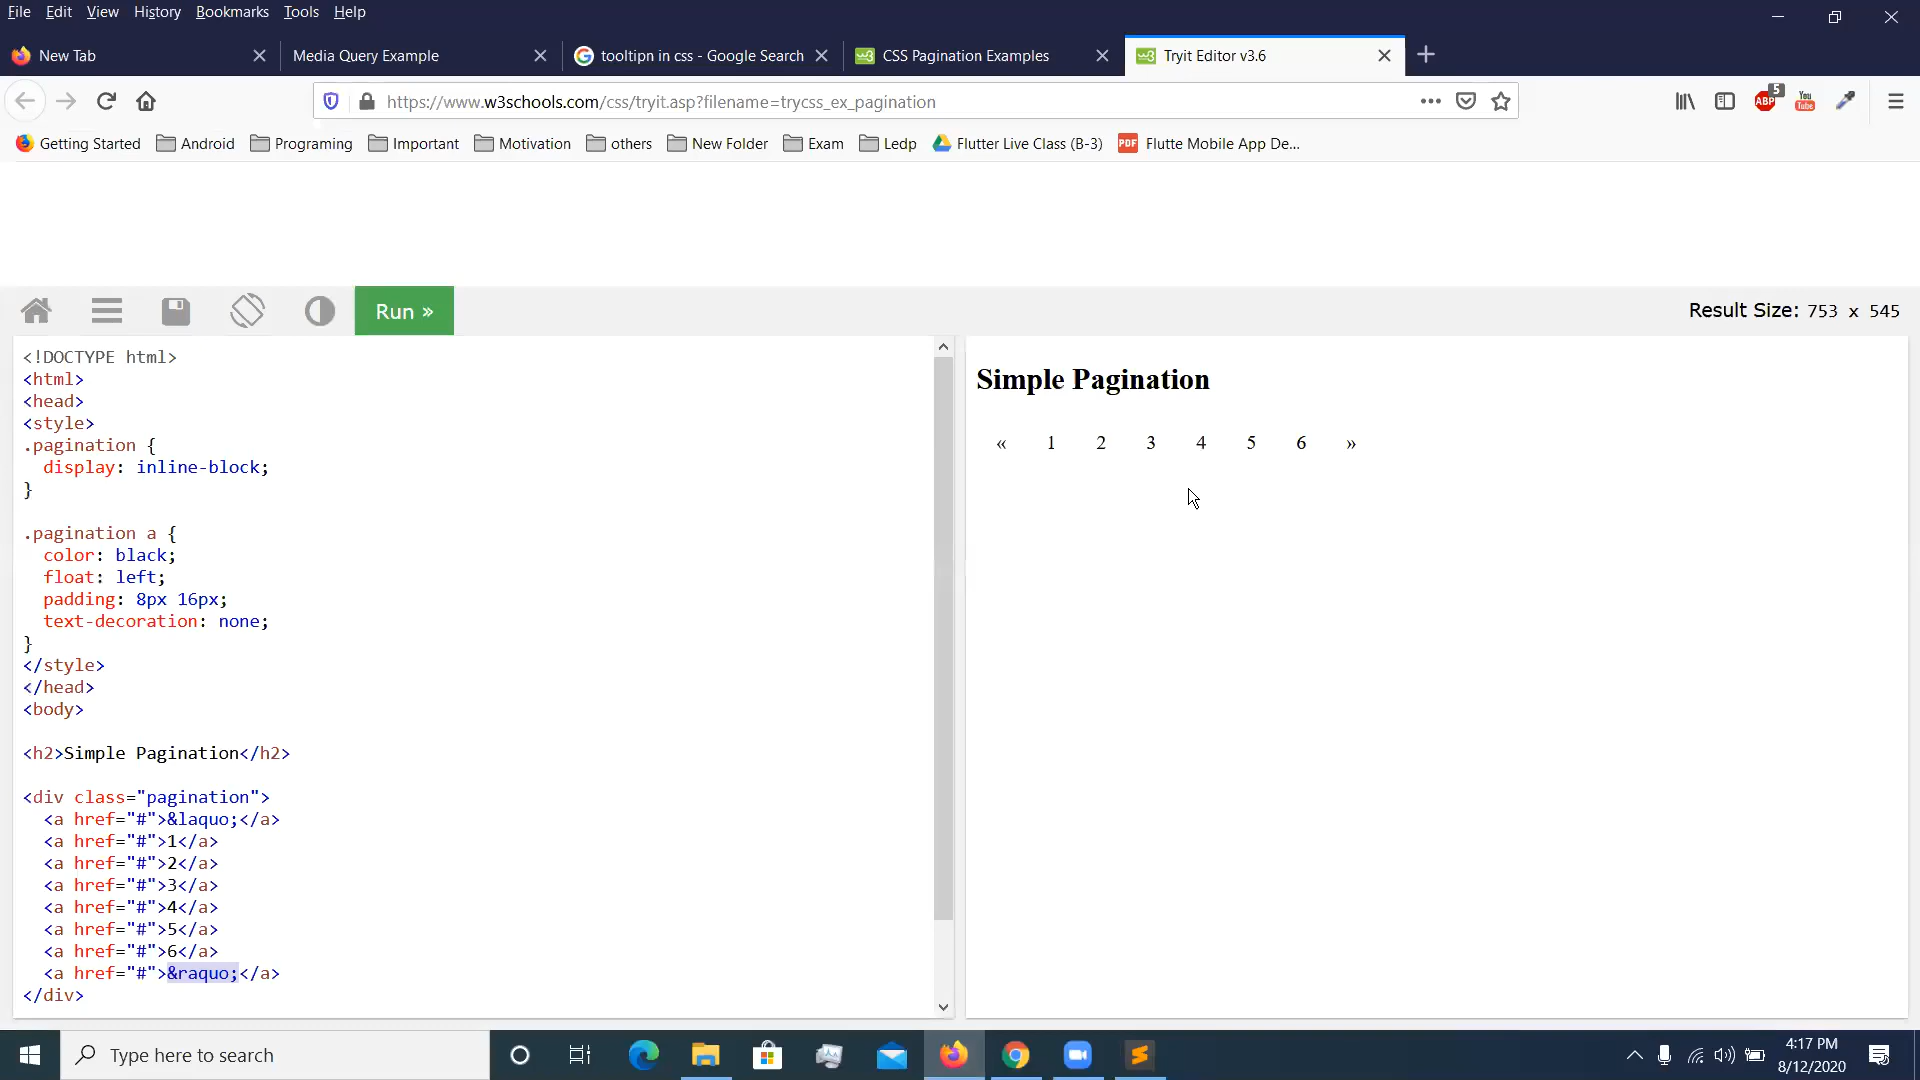 File Edit View History Bookmarks Tools Help
New Tab
Media Query Example
tooltipn in css - Google Search
CSS Pagination Examples
Tryit Editor v3.6
https://www.w3schools.com/css/tryit.asp?filename=trycss_ex_pagination
ABP 5
You Tube
Getting Started Android Programing Important Motivation others New Folder Exam Ledp Flutter Live Class (B-3) PDF Flutte Mobile App De...
Run »
Result Size: 753 x 545
<!DOCTYPE html>
<html>
<head>
<style>
.pagination {
  display: inline-block;
}
.pagination a {
  color: black;
  float: left;
  padding: 8px 16px;
  text-decoration: none;
}
</style>
</head>
<body>
<h2>Simple Pagination</h2>
<div class="pagination">
  <a href="#">&laquo;</a>
  <a href="#">1</a>
  <a href="#">2</a>
  <a href="#">3</a>
  <a href="#">4</a>
  <a href="#">5</a>
  <a href="#">6</a>
  <a href="#">&raquo;</a>
</div>
Simple Pagination
« 1 2 3 4 5 6 »
Type here to search
4:17 PM
8/12/2020